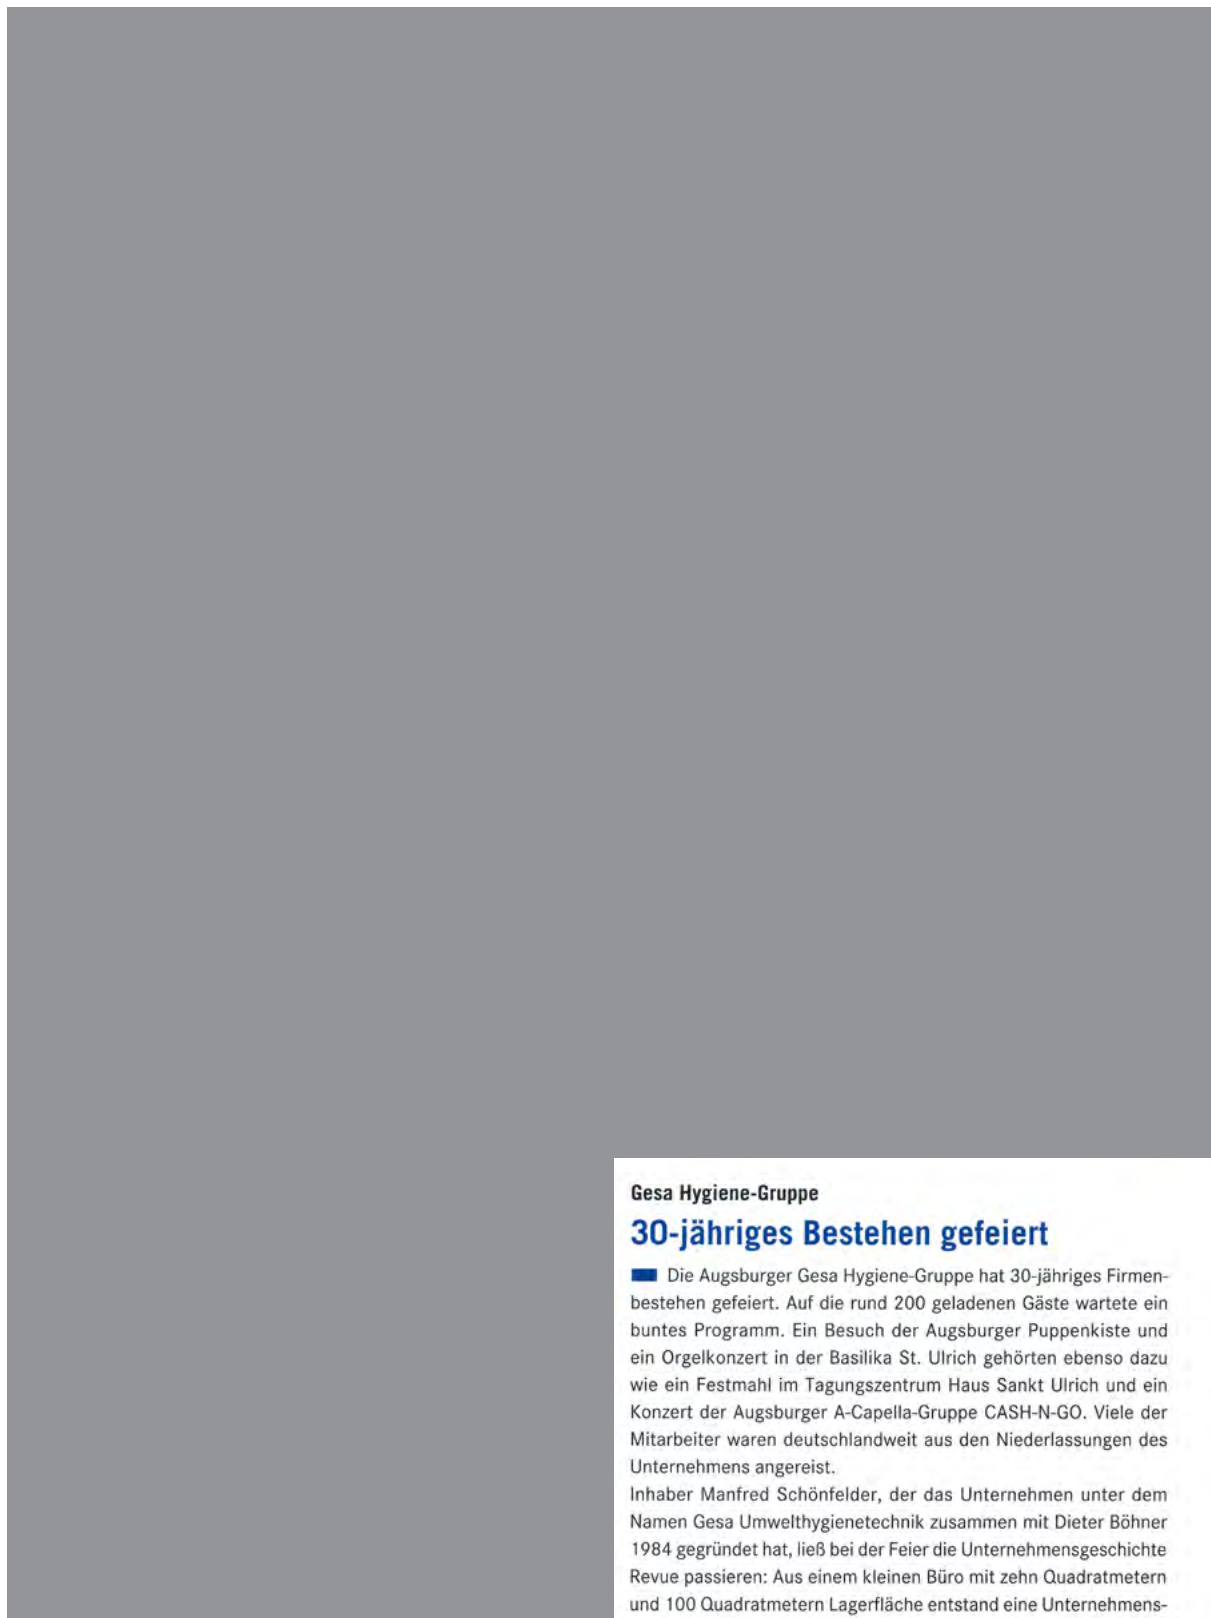 Gesa Hygiene-Gruppe
30-jähriges Bestehen gefeiert
Die Augsburger Gesa Hygiene-Gruppe hat 30-jähriges Firmen-
bestehen gefeiert. Auf die rund 200 geladenen Gäste wartete ein
buntes Programm. Ein Besuch der Augsburger Puppenkiste und
ein Orgelkonzert in der Basilika St. Ulrich gehörten ebenso dazu
wie ein Festmahl im Tagungszentrum Haus Sankt Ulrich und ein
Konzert der Augsburger A-Capella-Gruppe CASH-N-GO. Viele der
Mitarbeiter waren deutschlandweit aus den Niederlassungen des
Unternehmens angereist.
Inhaber Manfred Schönfelder, der das Unternehmen unter dem
Namen Gesa Umwelthygienetechnik zusammen mit Dieter Böhner
1984 gegründet hat, ließ bei der Feier die Unternehmensgeschichte
Revue passieren: Aus einem kleinen Büro mit zehn Quadratmetern
und 100 Quadratmetern Lagerfläche entstand eine Unternehmens-